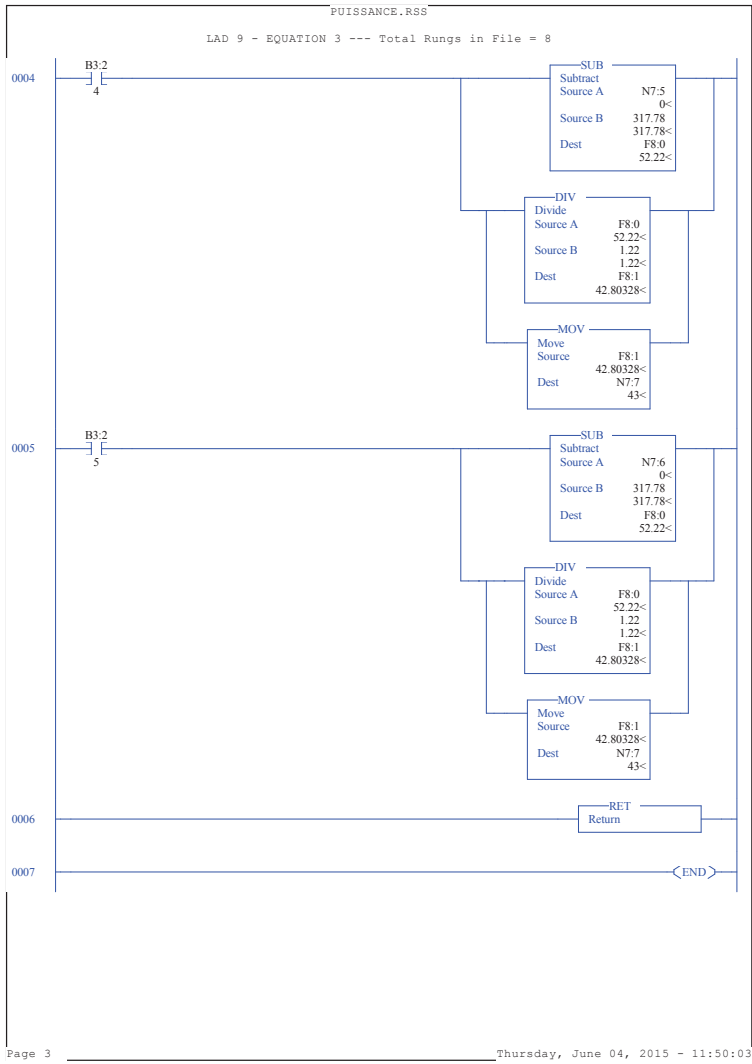 PUISSANCE.RSS
LAD 9 - EQUATION 3 --- Total Rungs in File = 8
0004
B3:2
4
SUB
Subtract
Source A N7:5
0<
Source B 317.78
317.78<
Dest F8:0
52.22<
DIV
Divide
Source A F8:0
52.22<
Source B 1.22
1.22<
Dest F8:1
42.80328<
MOV
Move
Source F8:1
42.80328<
Dest N7:7
43<
0005
B3:2
5
SUB
Subtract
Source A N7:6
0<
Source B 317.78
317.78<
Dest F8:0
52.22<
DIV
Divide
Source A F8:0
52.22<
Source B 1.22
1.22<
Dest F8:1
42.80328<
MOV
Move
Source F8:1
42.80328<
Dest N7:7
43<
0006
RET
Return
0007
END
Page 3 Thursday, June 04, 2015 - 11:50:03